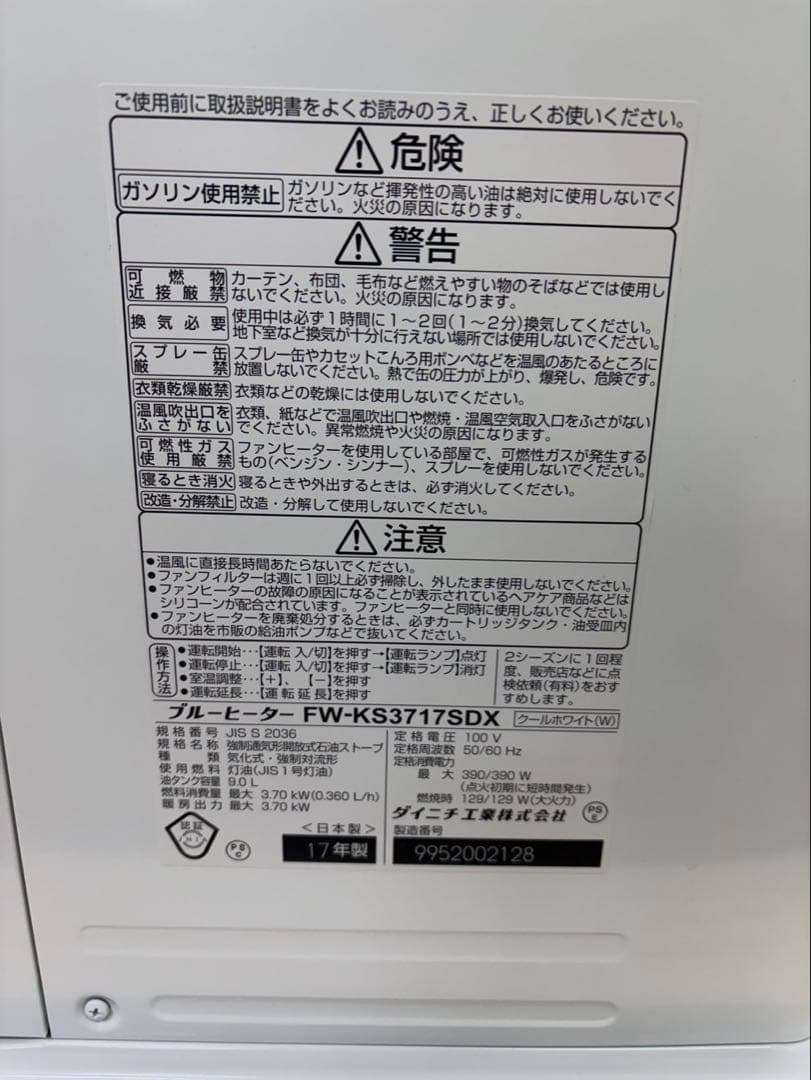 ご使用前に取扱説明書をよくお読みのうえ、正しくお使いください。
危険
ガソリン使用禁止 ガソリンなど揮発性の高い油は絶対に使用しないでく
ださい。火災の原因になります。
警告
可燃物
近接厳禁
カーテン、布団、毛布など燃えやすい物のそばなどでは使用し
ないでください。火災の原因になります。
換気必要
使用中は必ず1時間に1～2回(1～2分)換気してください。
地下室など換気が十分に行えない場所では使用しないでください。
スプレー缶
厳禁
スプレー缶やカセットこんろ用ボンベなどを温風のあたるところに
放置しないでください。熱で缶の圧力が上がり、爆発し、危険です。
衣類乾燥厳禁 衣類などの乾燥には使用しないでください。
温風吹出口を
ふさがない
衣類、紙などで温風吹出口や燃焼・温風空気取入口をふさがない
でください。異常燃焼や火災の原因になります。
可燃性ガス
使用厳禁
ファンヒーターを使用している部屋で、可燃性ガスが発生する
もの(ベンジン・シンナー)、スプレーを使用しないでください。
寝るとき消火 寝るときや外出するときは、必ず消火してください。
改造・分解禁止 改造・分解して使用しないでください。
注意
●温風に直接長時間あたらないでください。
●ファンフィルターは週に1回以上必ず掃除し、外したまま使用しないでください。
●ファンヒーターの故障の原因になることが表示されているヘアケア商品などは
シリコーンが配合されています。ファンヒーターと同時に使用しないでください。
●ファンヒーターを廃棄処分するときは、必ずカートリッジタンク・油受皿内
の灯油を市販の給油ポンプなどで抜いてください。
操作方法
●運転開始…【運転 入/切】を押す→【運転ランプ】点灯
●運転停止…【運転 入/切】を押す→【運転ランプ】消灯
●室温調整…【+】、【-】を押す
●運転延長…【運転延長】を押す
2シーズンに1回程
度、販売店などに点
検依頼(有料)をおす
すめします。
ブルーヒーター FW-KS3717SDX クールホワイト(W)
規格番号 JIS S 2036
規格名称 強制通気形開放式石油ストーブ
種類 気化式・強制対流形
使用燃料 灯油(JIS1号灯油)
油タンク容量 9.0L
燃料消費量 最大 3.70kW(0.360L/h)
暖房出力 最大 3.70kW
定格電圧 100V
定格周波数 50/60Hz
定格消費電力
最大 390/390W
(点火初期に短時間発生)
燃焼時 129/129W(大火力)
ダイニチ工業株式会社
PS
E
認証
JHIA
PS
C
<日本製>
17年製
製造番号
9952002128